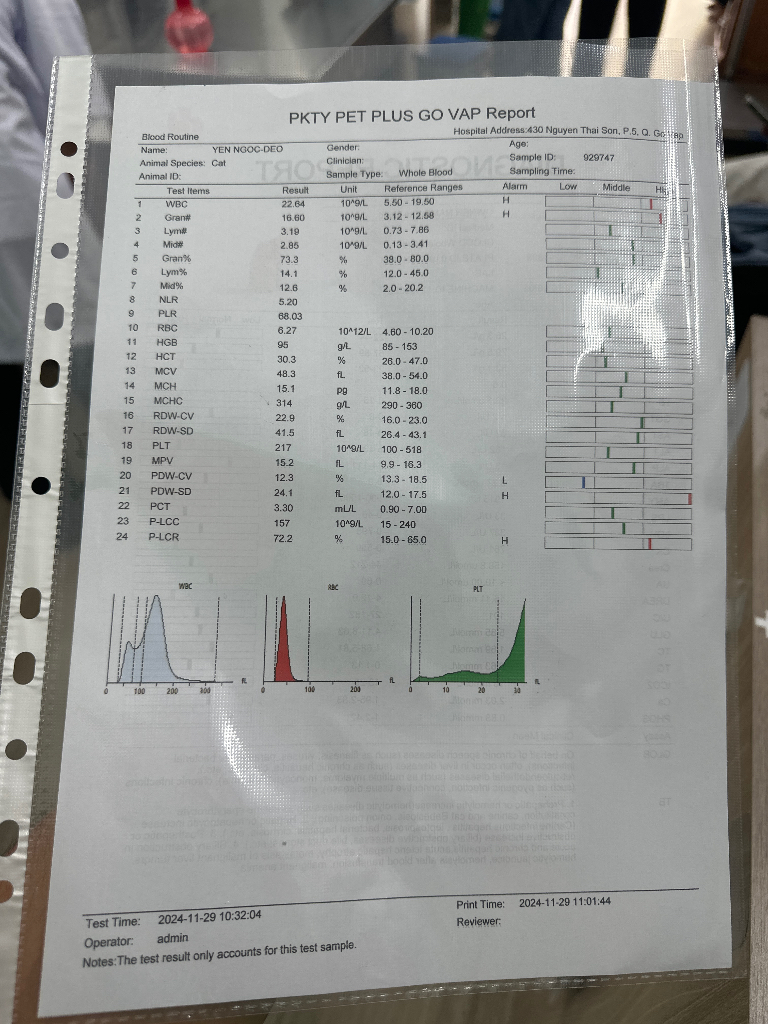 PKTY PET PLUS GO VAP Report
Blood Routine Hospital Address:430 Nguyen Thai Son, P.5, Q. Go Vap
Name: YEN NGOC-DEO Gender: Age:
Animal Species: Cat Clinician: Sample ID: 929747
Animal ID: Sample Type: Whole Blood Sampling Time:
Test Items Result Unit Reference Ranges Alarm Low Middle
1 WBC 22.64 10^9/L 5.50 - 19.50 H
2 Gran# 16.60 10^9/L 3.12 - 12.58 H
3 Lym# 3.19 10^9/L 0.73 - 7.86
4 Mid# 2.85 10^9/L 0.13 - 3.41
5 Gran% 73.3 % 38.0 - 80.0
6 Lym% 14.1 % 12.0 - 45.0
7 Mid% 12.6 % 2.0 - 20.2
8 NLR 5.20
9 PLR 68.03
10 RBC 6.27 10^12/L 4.60 - 10.20
11 HGB 95 g/L 85 - 153
12 HCT 30.3 % 26.0 - 47.0
13 MCV 48.3 fL 38.0 - 54.0
14 MCH 15.1 pg 11.8 - 18.0
15 MCHC 314 g/L 290 - 360
16 RDW-CV 22.9 % 16.0 - 23.0
17 RDW-SD 41.5 fL 26.4 - 43.1
18 PLT 217 10^9/L 100 - 518
19 MPV 15.2 fL 9.9 - 16.3
20 PDW-CV 12.3 % 13.3 - 18.5 L
21 PDW-SD 24.1 fL 12.0 - 17.5 H
22 PCT 3.30 mL/L 0.90 - 7.00
23 P-LCC 157 10^9/L 15 - 240
24 P-LCR 72.2 % 15.0 - 65.0 H
WBC RBC PLT
0 100 200 300 fL 0 100 200 fL 0 10 20 30 fL
Test Time: 2024-11-29 10:32:04 Print Time: 2024-11-29 11:01:44
Operator: admin Reviewer:
Notes:The test result only accounts for this test sample.